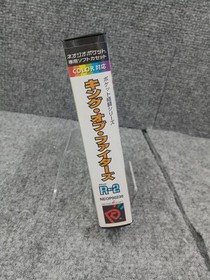 ネオジオポケット
専用ソフトカセット
COLOR対応
ポケット格闘シリーズ
キング・オブ・ファイターズ
R-2
NEOP00230